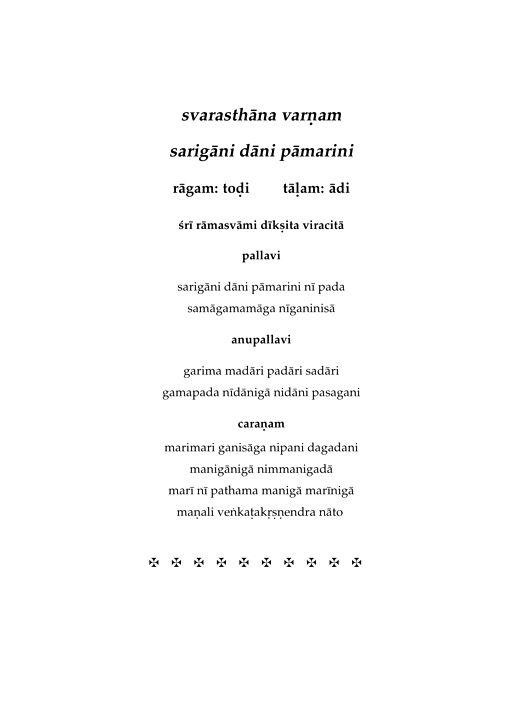 svarasthāna varṇam
sarigāni dāni pāmarini
rāgam: toḍi tāḷam: ādi
śrī rāmasvāmi dīkṣita viracitā
pallavi
sarigāni dāni pāmarini nī pada
samāgamamāga nīganinisā
anupallavi
garima madāri padāri sadāri
gamapada nīdānigā nidāni pasagani
caraṇam
marimari ganisāga nipani dagadani
manigānigā nimmanigadā
marī nī pathama manigā marīnigā
maṇali veṅkaṭakṛṣṇendra nāto
✠ ✠ ✠ ✠ ✠ ✠ ✠ ✠ ✠ ✠